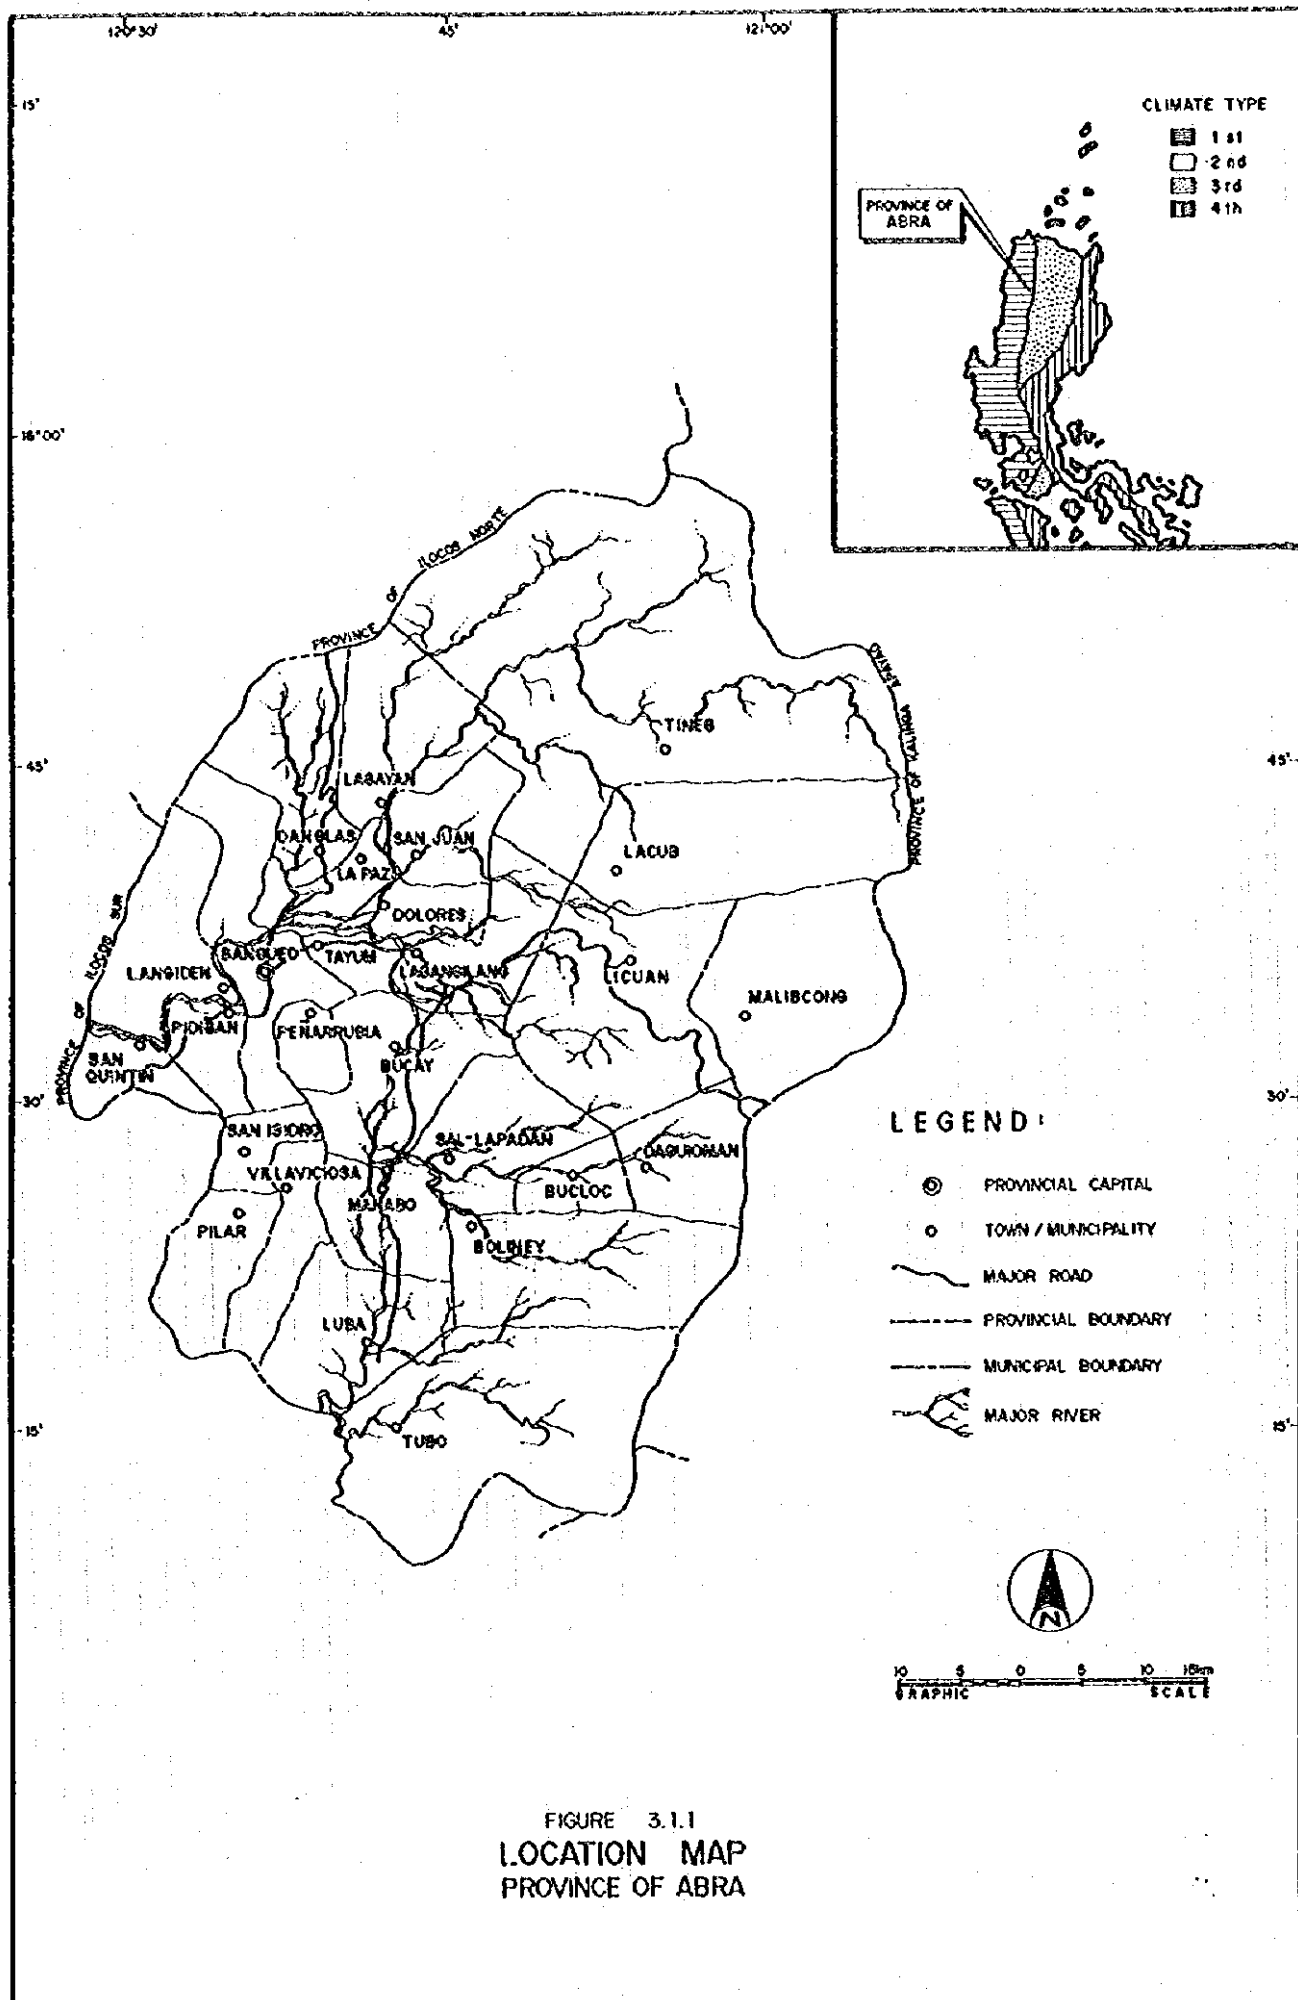 120°30'
45'
121°00'
15'
CLIMATE TYPE
1st
2nd
3rd
4th
PROVINCE OF
ABRA
PROVINCE OF ILOCOS NORTE
TINEG
45'
45'
LAGAYAN
DANGLAS
SAN JUAN
LA PAZ
LACUB
PROVINCE OF KALINGA APAYAO
DOLORES
BANGUED
TAYUM
LAGANGILANG
LICUAN
LANGIDEN
MALIBCONG
PIDIGAN
PEÑARRUBIA
BUCAY
SAN
QUINTIN
PROVINCE OF ILOCOS SUR
30'
30'
SAN ISIDRO
SAL-LAPADAN
DAGUIOMAN
VILLAVICIOSA
BUCLOC
MANABO
PILAR
BOLINEY
LUBA
TUBO
15'
15'
LEGEND:
PROVINCIAL CAPITAL
TOWN / MUNICIPALITY
MAJOR ROAD
PROVINCIAL BOUNDARY
MUNICIPAL BOUNDARY
MAJOR RIVER
N
10 5 0 5 10 15km
GRAPHIC SCALE
FIGURE 3.1.1
LOCATION MAP
PROVINCE OF ABRA